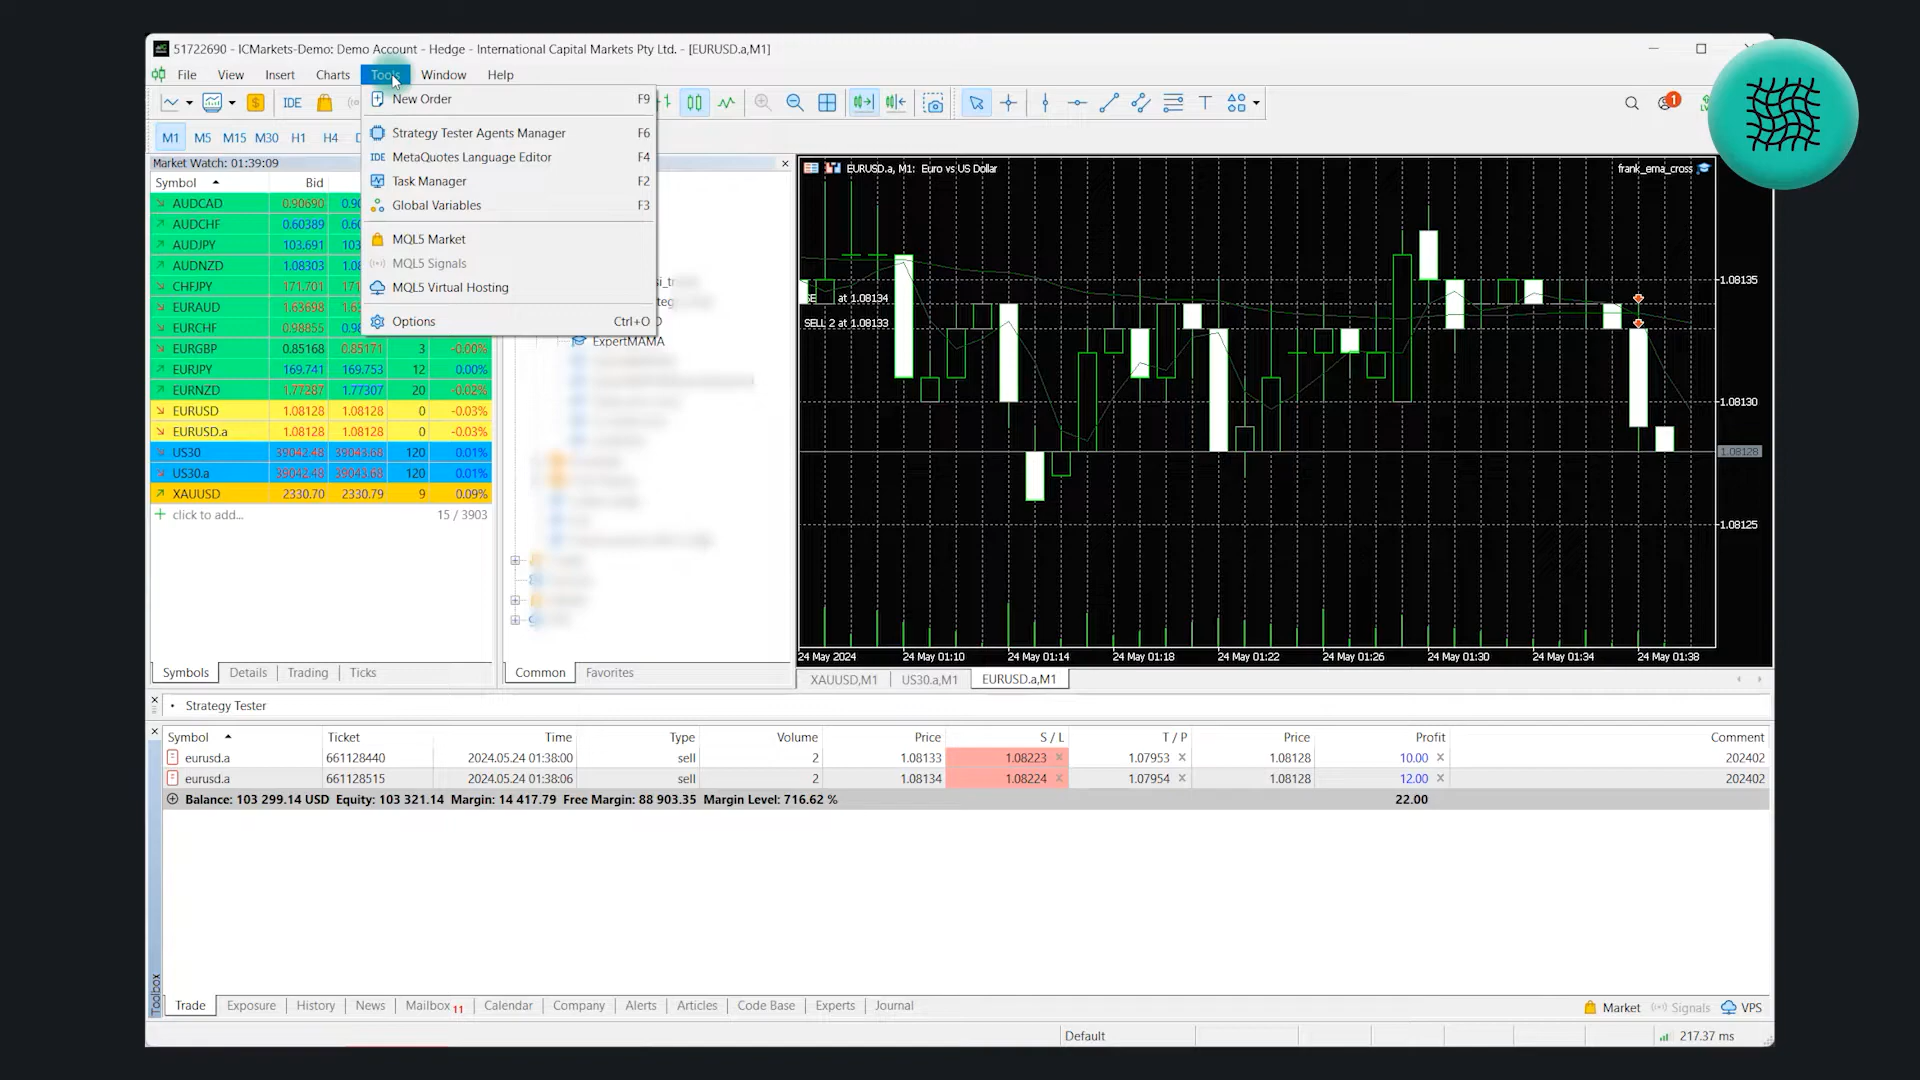 51722690 - ICMarkets-Demo: Demo Account - Hedge - International Capital Markets Pty Ltd. - [EURUSD.a,M1]
File View Insert Charts Tools Window Help
IDE
1
M1 M5 M15 M30 H1 H4
New Order F9
Strategy Tester Agents Manager F6
IDE MetaQuotes Language Editor F4
Task Manager F2
Global Variables F3
MQL5 Market
MQL5 Signals
MQL5 Virtual Hosting
Options Ctrl+O
Market Watch: 01:39:09
Symbol Bid
AUDCAD 0.90690
AUDCHF 0.60389
AUDJPY 103.691
AUDNZD 1.08303
CHFJPY 171.701
EURAUD 1.63698
EURCHF 0.98855
EURGBP 0.85168 0.85171 3 -0.00%
EURJPY 169.741 169.753 12 0.00%
EURNZD 1.77287 1.77307 20 -0.02%
EURUSD 1.08128 1.08128 0 -0.03%
EURUSD.a 1.08128 1.08128 0 -0.03%
US30 39042.48 39043.68 120 0.01%
US30.a 39042.48 39043.68 120 0.01%
XAUUSD 2330.70 2330.79 9 0.09%
click to add... 15 / 3903
Symbols Details Trading Ticks
ExpertMAMA
Common Favorites
EURUSD.a, M1: Euro vs US Dollar
frank_ema_cross
at 1.08134
SELL 2 at 1.08133
1.08135
1.08130
1.08128
1.08125
24 May 2024 24 May 01:10 24 May 01:14 24 May 01:18 24 May 01:22 24 May 01:26 24 May 01:30 24 May 01:34 24 May 01:38
XAUUSD,M1 US30.a,M1 EURUSD.a,M1
Strategy Tester
Symbol Ticket Time Type Volume Price S / L T / P Price Profit Comment
eurusd.a 661128440 2024.05.24 01:38:00 sell 2 1.08133 1.08223 1.07953 1.08128 10.00 202402
eurusd.a 661128515 2024.05.24 01:38:06 sell 2 1.08134 1.08224 1.07954 1.08128 12.00 202402
Balance: 103 299.14 USD Equity: 103 321.14 Margin: 14 417.79 Free Margin: 88 903.35 Margin Level: 716.62 % 22.00
Toolbox
Trade Exposure History News Mailbox 11 Calendar Company Alerts Articles Code Base Experts Journal
Market Signals VPS
Default
217.37 ms